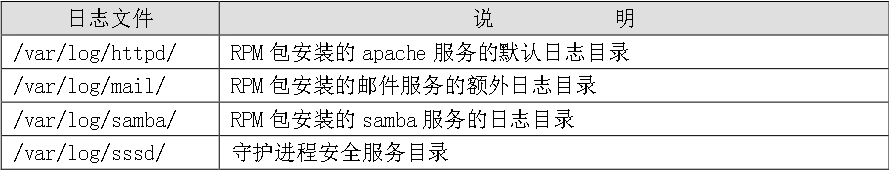 日志文件 说 明
/var/log/httpd/ RPM 包安装的 apache 服务的默认日志目录
/var/log/mail/ RPM 包安装的邮件服务的额外日志目录
/var/log/samba/ RPM 包安装的 samba 服务的日志目录
/var/log/sssd/ 守护进程安全服务目录